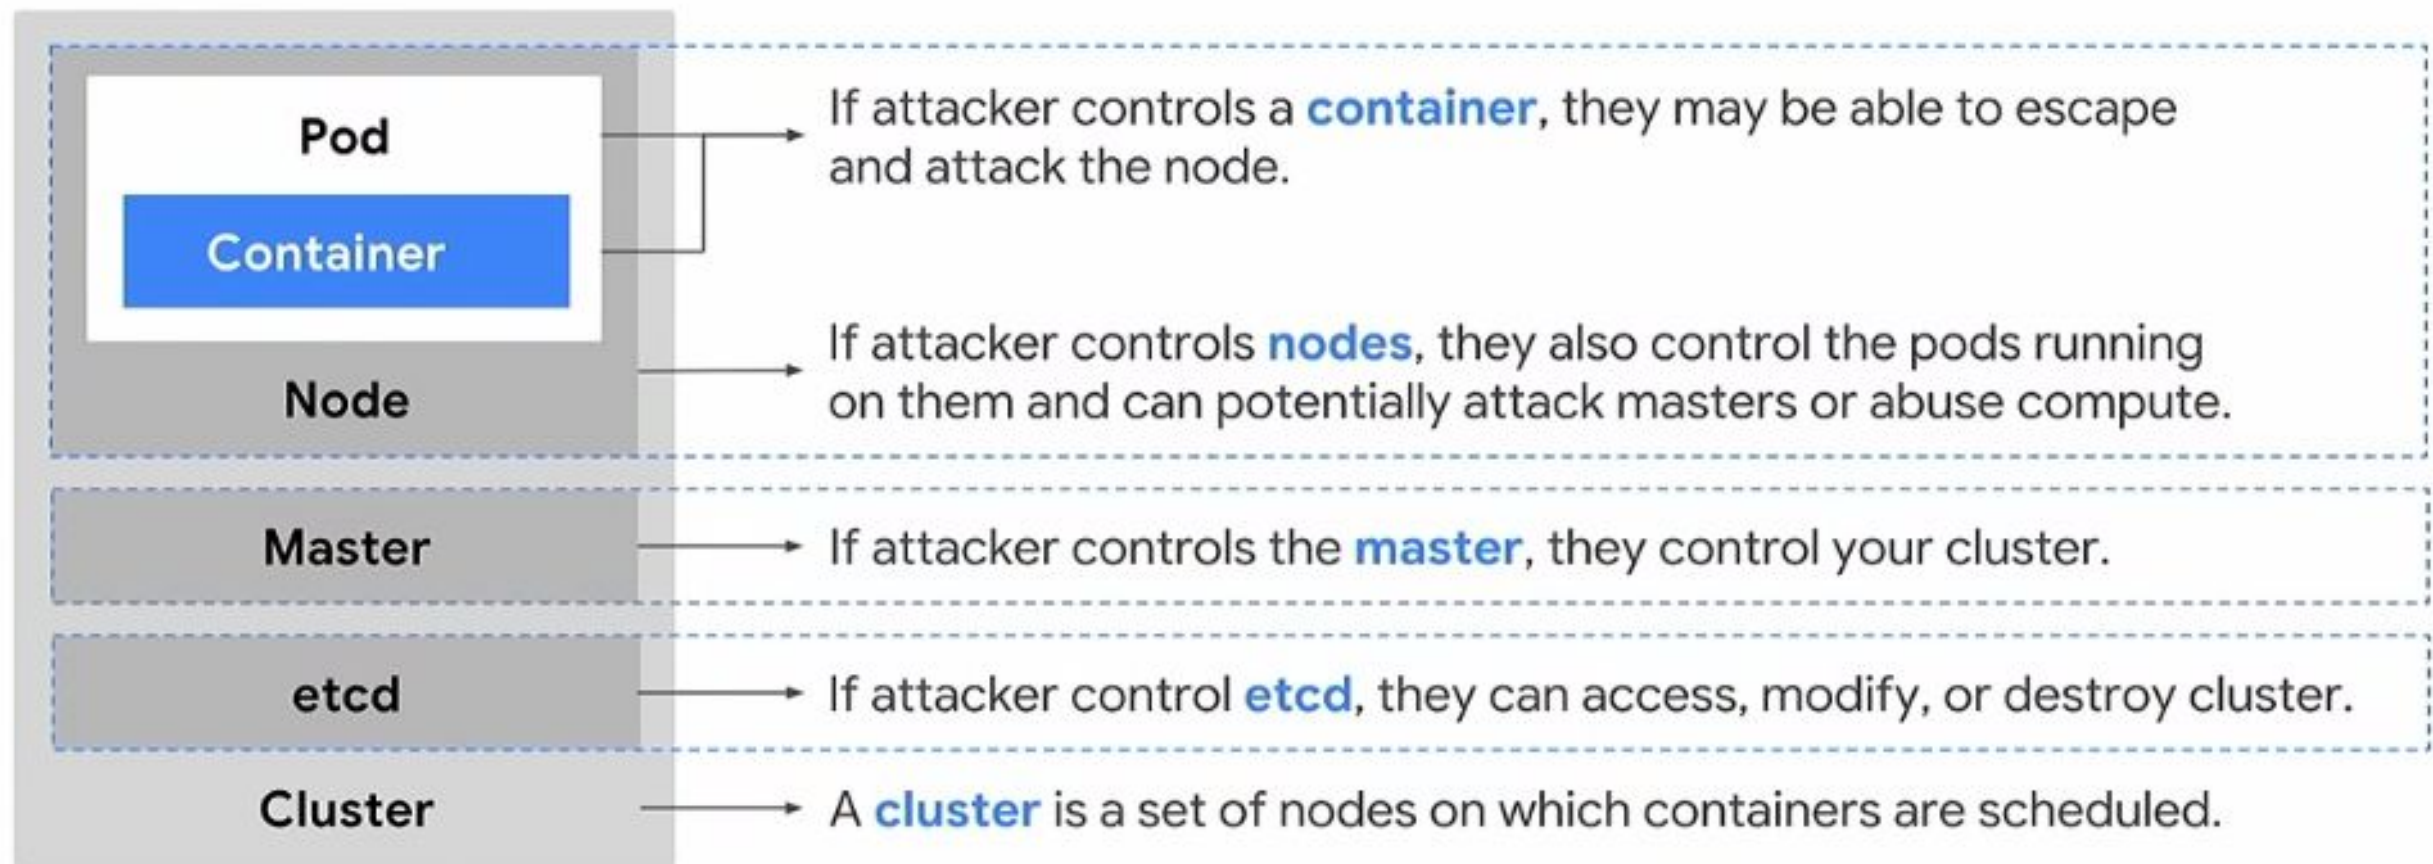 Pod
Container
Node
If attacker controls a container, they may be able to escape
and attack the node.
If attacker controls nodes, they also control the pods running
on them and can potentially attack masters or abuse compute.
Master
If attacker controls the master, they control your cluster.
etcd
If attacker control etcd, they can access, modify, or destroy cluster.
Cluster
A cluster is a set of nodes on which containers are scheduled.